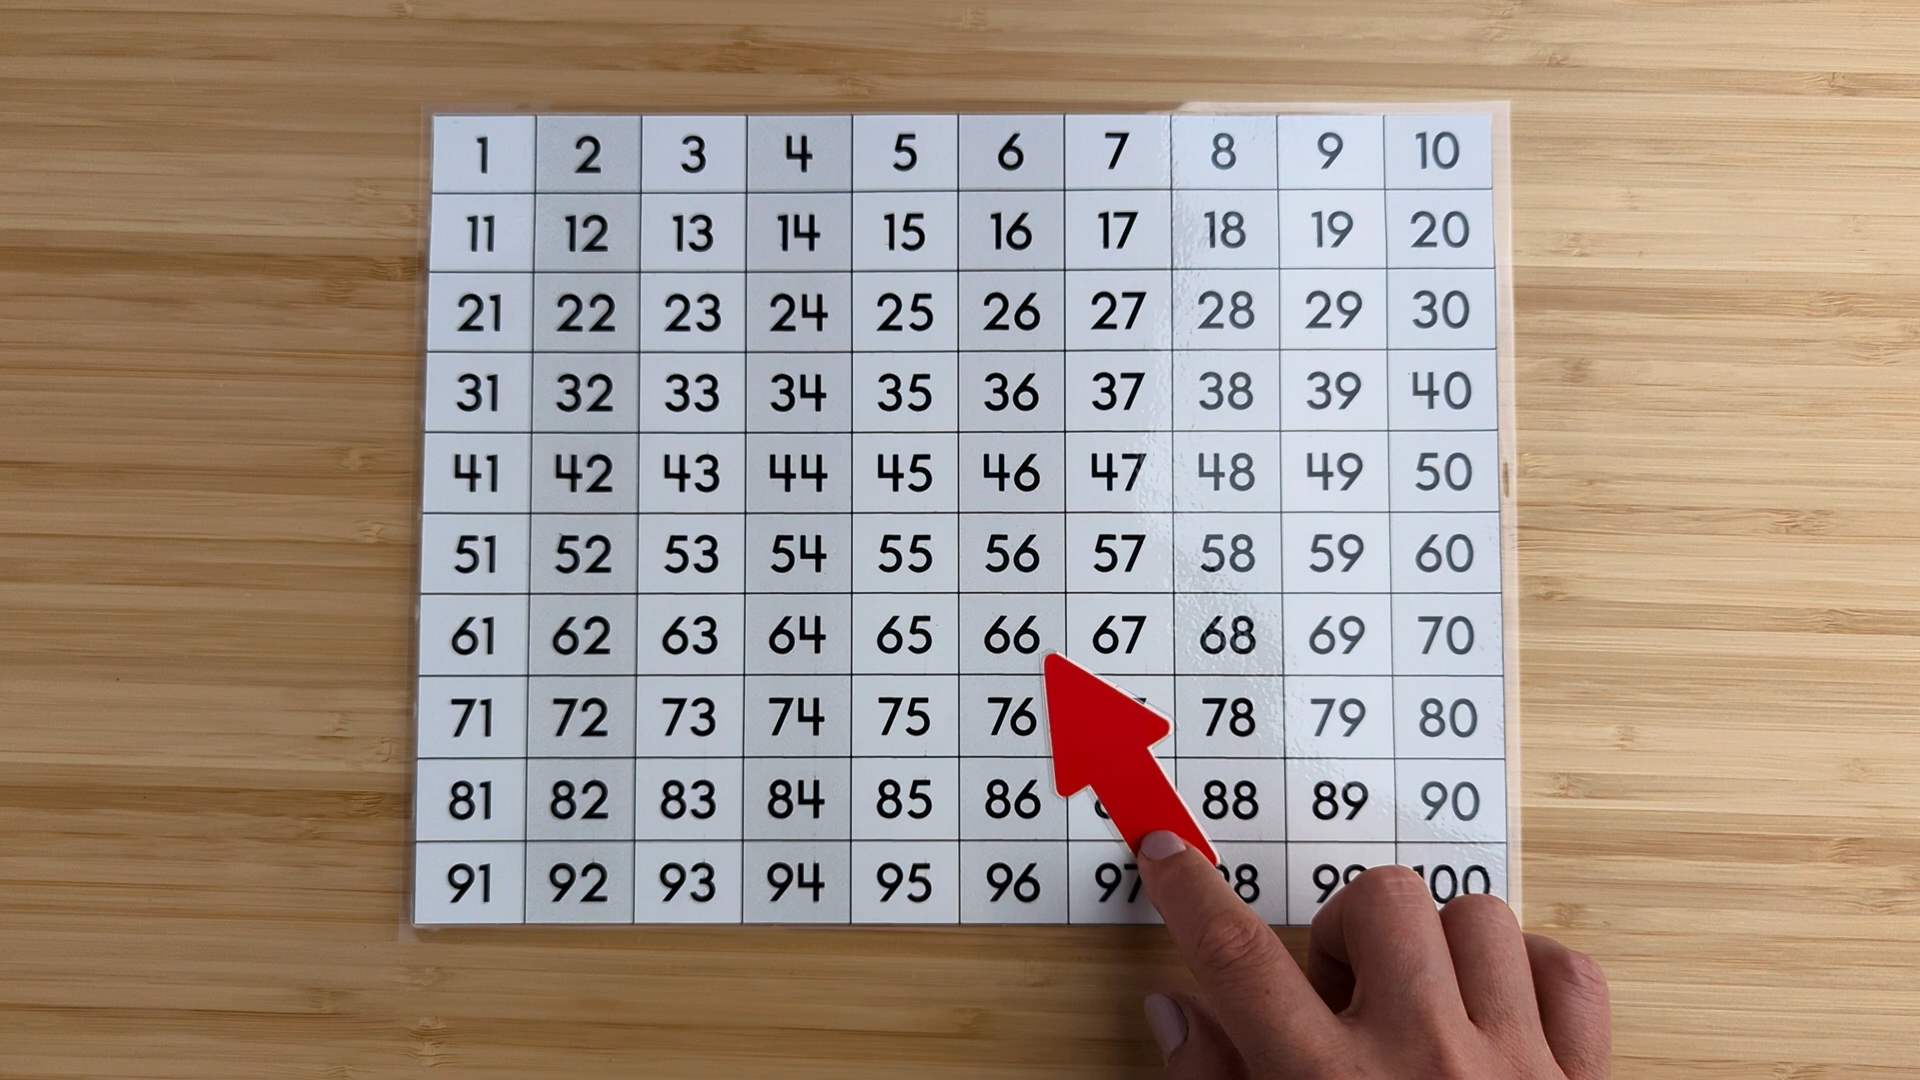 1 2 3 4 5 6 7 8 9 10
11 12 13 14 15 16 17 18 19 20
21 22 23 24 25 26 27 28 29 30
31 32 33 34 35 36 37 38 39 40
41 42 43 44 45 46 47 48 49 50
51 52 53 54 55 56 57 58 59 60
61 62 63 64 65 66 67 68 69 70
71 72 73 74 75 76 78 79 80
81 82 83 84 85 86 88 89 90
91 92 93 94 95 96 97 98 99 100